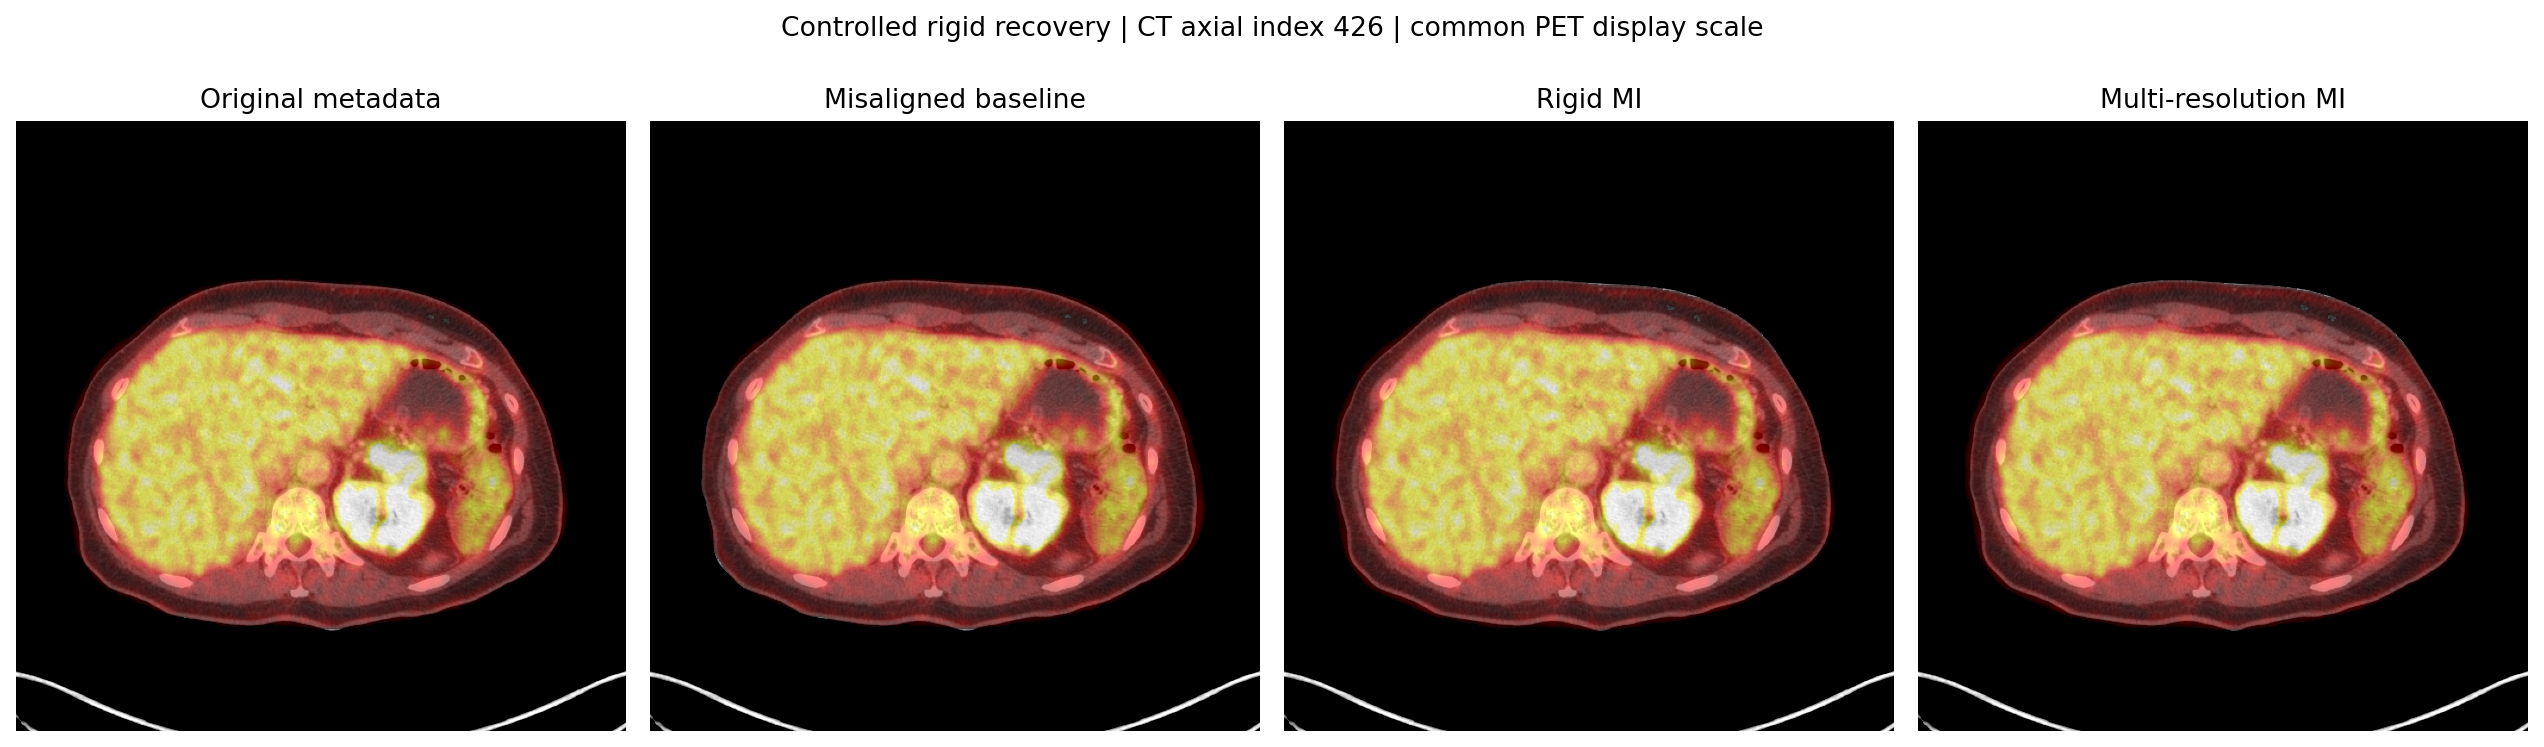 Controlled rigid recovery | CT axial index 426 | common PET display scale
Original metadata
Misaligned baseline
Rigid MI
Multi-resolution MI